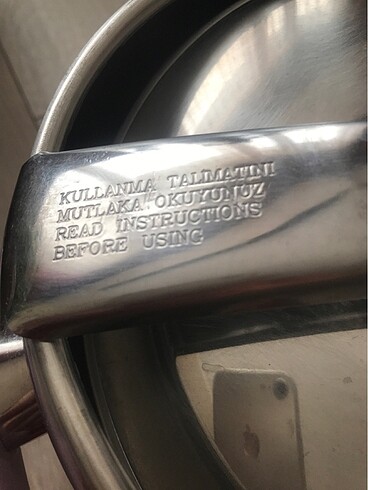 KULLANMA TALIMATINI
MUTLAKA OKUYUNUZ
READ INSTRUCTIONS
BEFORE USING